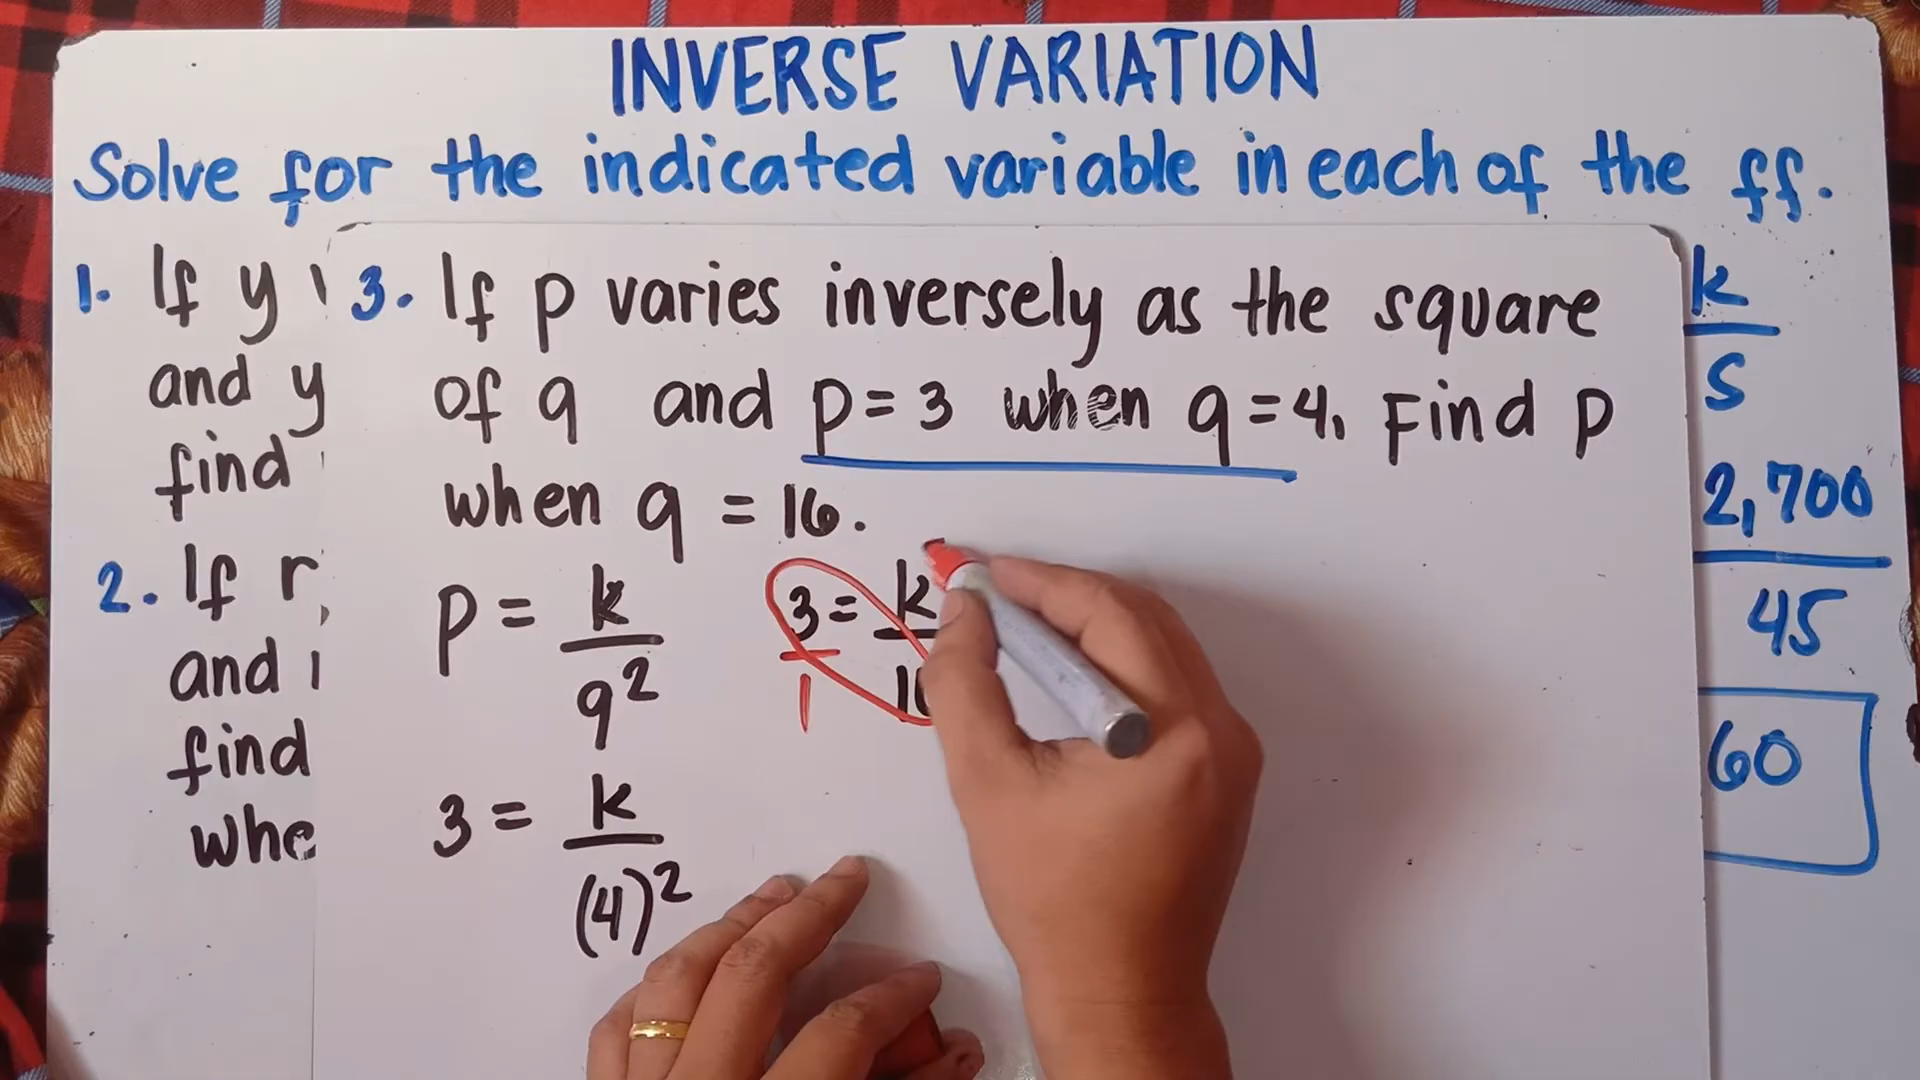 INVERSE VARIATION
Solve for the indicated variable in each of the ff.
1. If y
and y
find
2. If r
and
find
whe
3. If p varies inversely as the square
of q and p = 3 when q = 4. Find p
when q = 16.
p = k
q²
3 = k
(4)²
3 = k
1
k
s
2,700
45
60